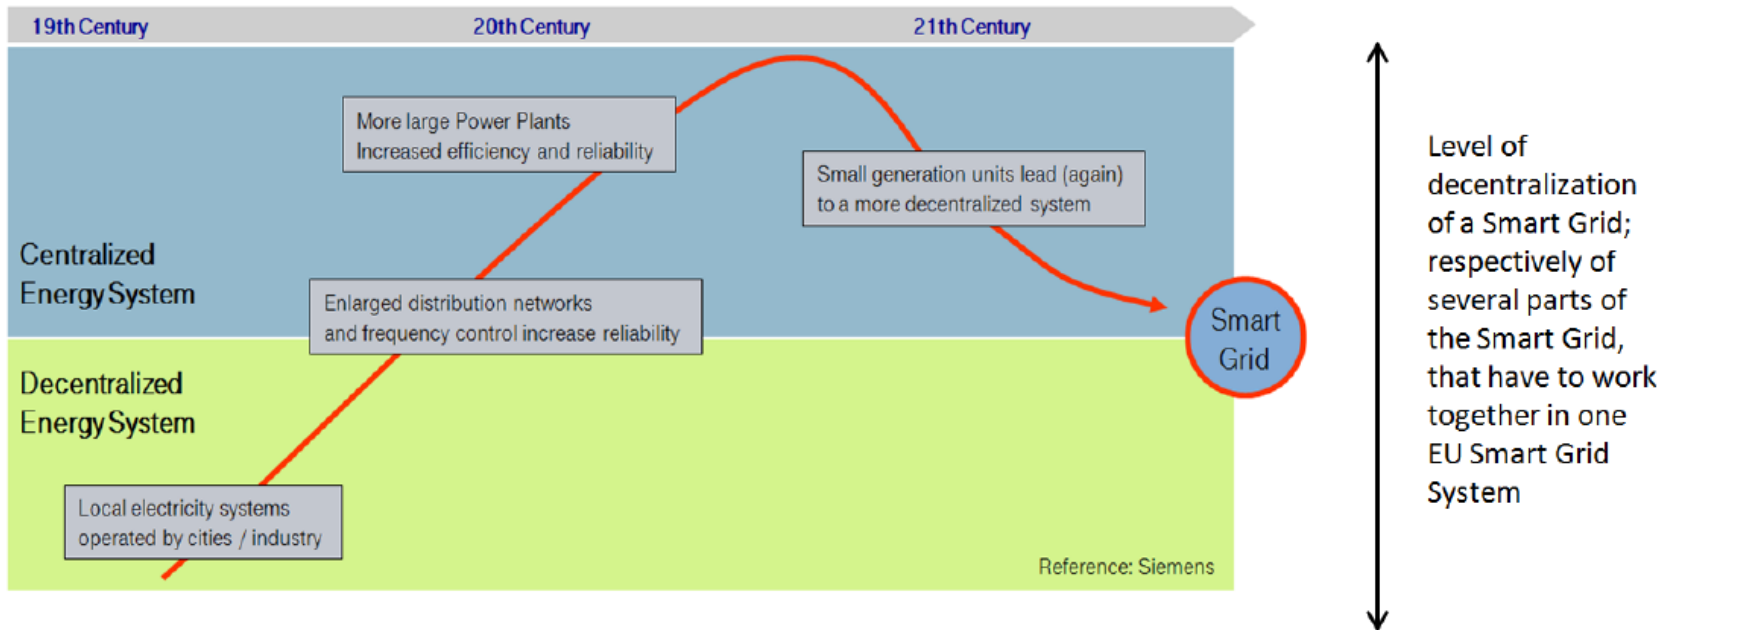 19th Century
20th Century
21th Century
More large Power Plants
Increased efficiency and reliability
Small generation units lead (again)
to a more decentralized system
Centralized
Energy System
Enlarged distribution networks
and frequency control increase reliability
Smart
Grid
Decentralized
Energy System
Local electricity systems
operated by cities / industry
Reference: Siemens
Level of
decentralization
of a Smart Grid;
respectively of
several parts of
the Smart Grid,
that have to work
together in one
EU Smart Grid
System